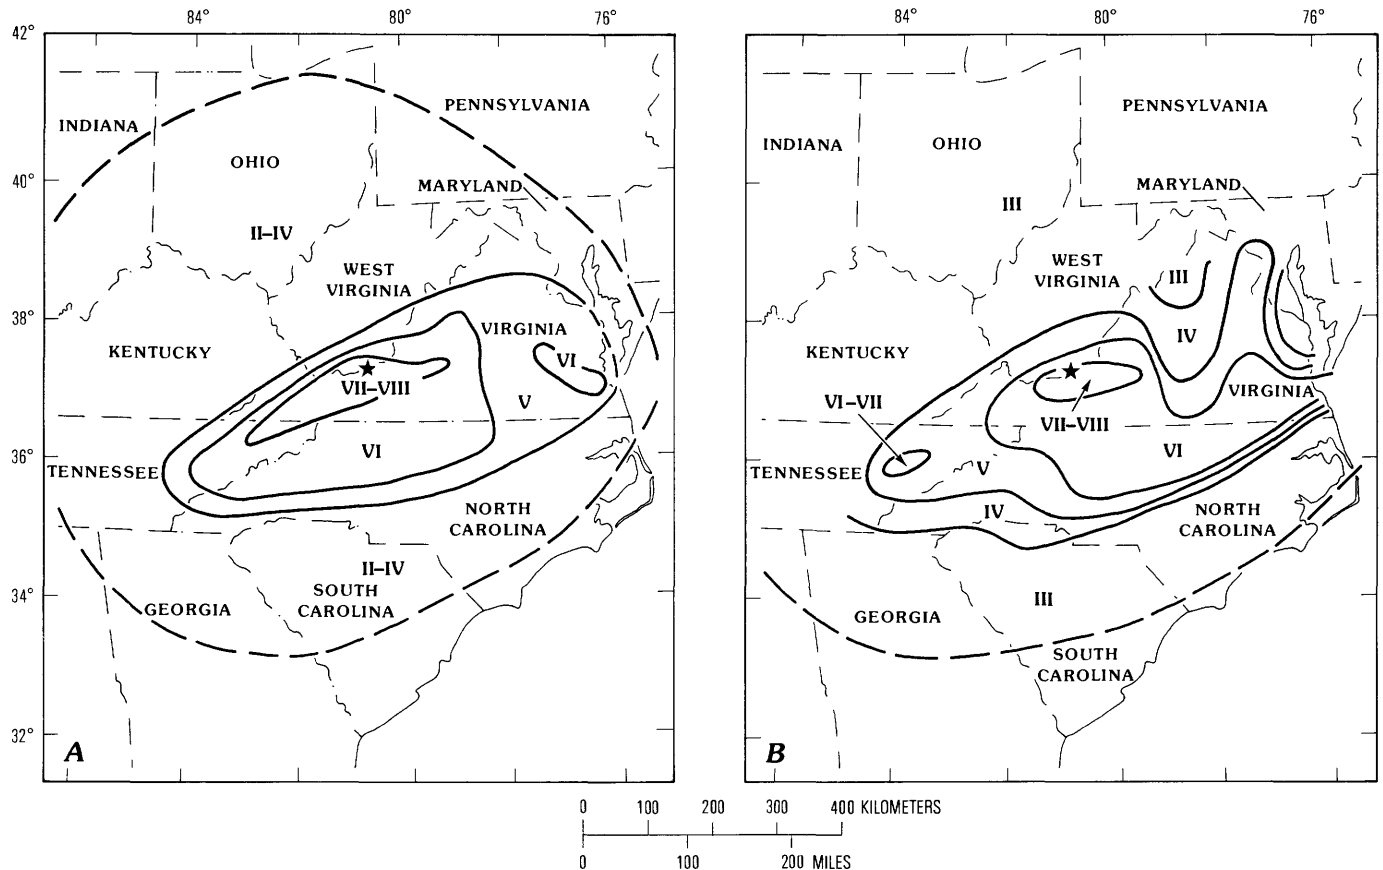 84° 80° 76°
42°
PENNSYLVANIA
INDIANA
OHIO
40°
MARYLAND
II–IV
WEST
VIRGINIA
38°
VIRGINIA
KENTUCKY
VI
VII–VIII
V
VI
36°
TENNESSEE
NORTH
CAROLINA
II–IV
SOUTH
CAROLINA
34°
GEORGIA
32°
A
84° 80° 76°
PENNSYLVANIA
INDIANA
OHIO
MARYLAND
III
WEST
VIRGINIA
III
IV
KENTUCKY
VIRGINIA
VI–VII
VII–VIII
VI
TENNESSEE
V
IV
NORTH
CAROLINA
III
GEORGIA
SOUTH
CAROLINA
B
0 100 200 300 400 KILOMETERS
0 100 200 MILES